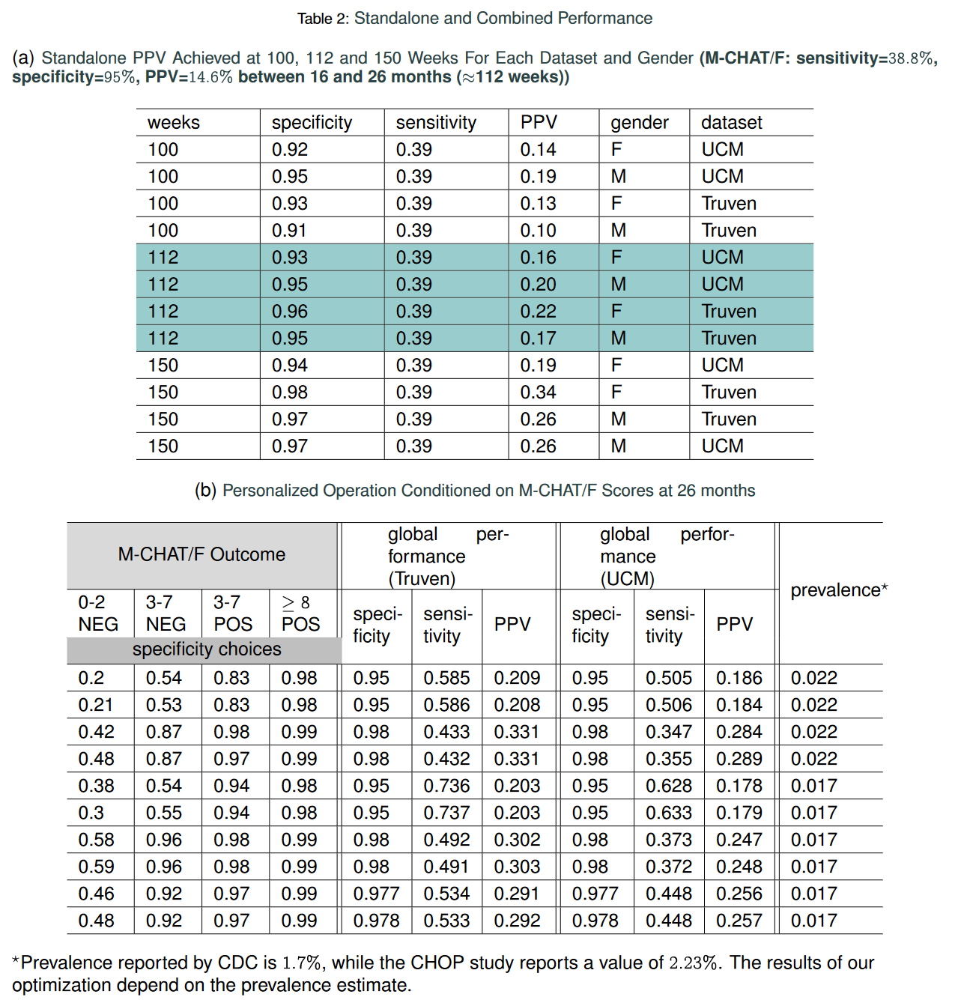 Table 2: Standalone and Combined Performance
(a) Standalone PPV Achieved at 100, 112 and 150 Weeks For Each Dataset and Gender (M-CHAT/F: sensitivity=38.8%,
specificity=95%, PPV=14.6% between 16 and 26 months (≈112 weeks))
weeks specificity sensitivity PPV gender dataset
100 0.92 0.39 0.14 F UCM
100 0.95 0.39 0.19 M UCM
100 0.93 0.39 0.13 F Truven
100 0.91 0.39 0.10 M Truven
112 0.93 0.39 0.16 F UCM
112 0.95 0.39 0.20 M UCM
112 0.96 0.39 0.22 F Truven
112 0.95 0.39 0.17 M Truven
150 0.94 0.39 0.19 F UCM
150 0.98 0.39 0.34 F Truven
150 0.97 0.39 0.26 M Truven
150 0.97 0.39 0.26 M UCM
(b) Personalized Operation Conditioned on M-CHAT/F Scores at 26 months
M-CHAT/F Outcome
global per-
formance
(Truven)
global perfor-
mance
(UCM)
prevalence*
0-2 3-7 3-7 ≥ 8
NEG NEG POS POS
specificity choices
speci-
ficity
sensi-
tivity
PPV
speci-
ficity
sensi-
tivity
PPV
0.2 0.54 0.83 0.98 0.95 0.585 0.209 0.95 0.505 0.186 0.022
0.21 0.53 0.83 0.98 0.95 0.586 0.208 0.95 0.506 0.184 0.022
0.42 0.87 0.98 0.99 0.98 0.433 0.331 0.98 0.347 0.284 0.022
0.48 0.87 0.97 0.99 0.98 0.432 0.331 0.98 0.355 0.289 0.022
0.38 0.54 0.94 0.98 0.95 0.736 0.203 0.95 0.628 0.178 0.017
0.3 0.55 0.94 0.98 0.95 0.737 0.203 0.95 0.633 0.179 0.017
0.58 0.96 0.98 0.99 0.98 0.492 0.302 0.98 0.373 0.247 0.017
0.59 0.96 0.98 0.99 0.98 0.491 0.303 0.98 0.372 0.248 0.017
0.46 0.92 0.97 0.99 0.977 0.534 0.291 0.977 0.448 0.256 0.017
0.48 0.92 0.97 0.99 0.978 0.533 0.292 0.978 0.448 0.257 0.017
*Prevalence reported by CDC is 1.7%, while the CHOP study reports a value of 2.23%. The results of our
optimization depend on the prevalence estimate.